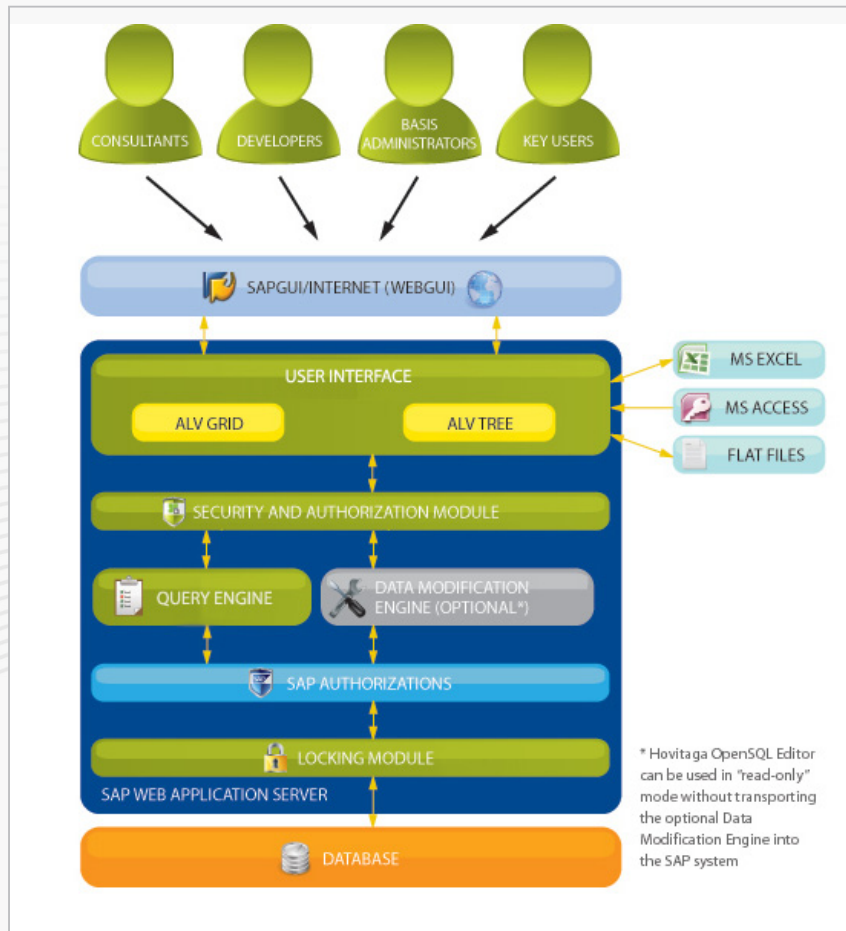 CONSULTANTS
DEVELOPERS
BASIS
ADMINISTRATORS
KEY USERS
SAPGUI/INTERNET (WEBGUI)
USER INTERFACE
ALV GRID
ALV TREE
MS EXCEL
MS ACCESS
FLAT FILES
SECURITY AND AUTHORIZATION MODULE
QUERY ENGINE
DATA MODIFICATION
ENGINE (OPTIONAL*)
SAP AUTHORIZATIONS
LOCKING MODULE
SAP WEB APPLICATION SERVER
DATABASE
* Hovitaga OpenSQL Editor
can be used in "read-only"
mode without transporting
the optional Data
Modification Engine into
the SAP system